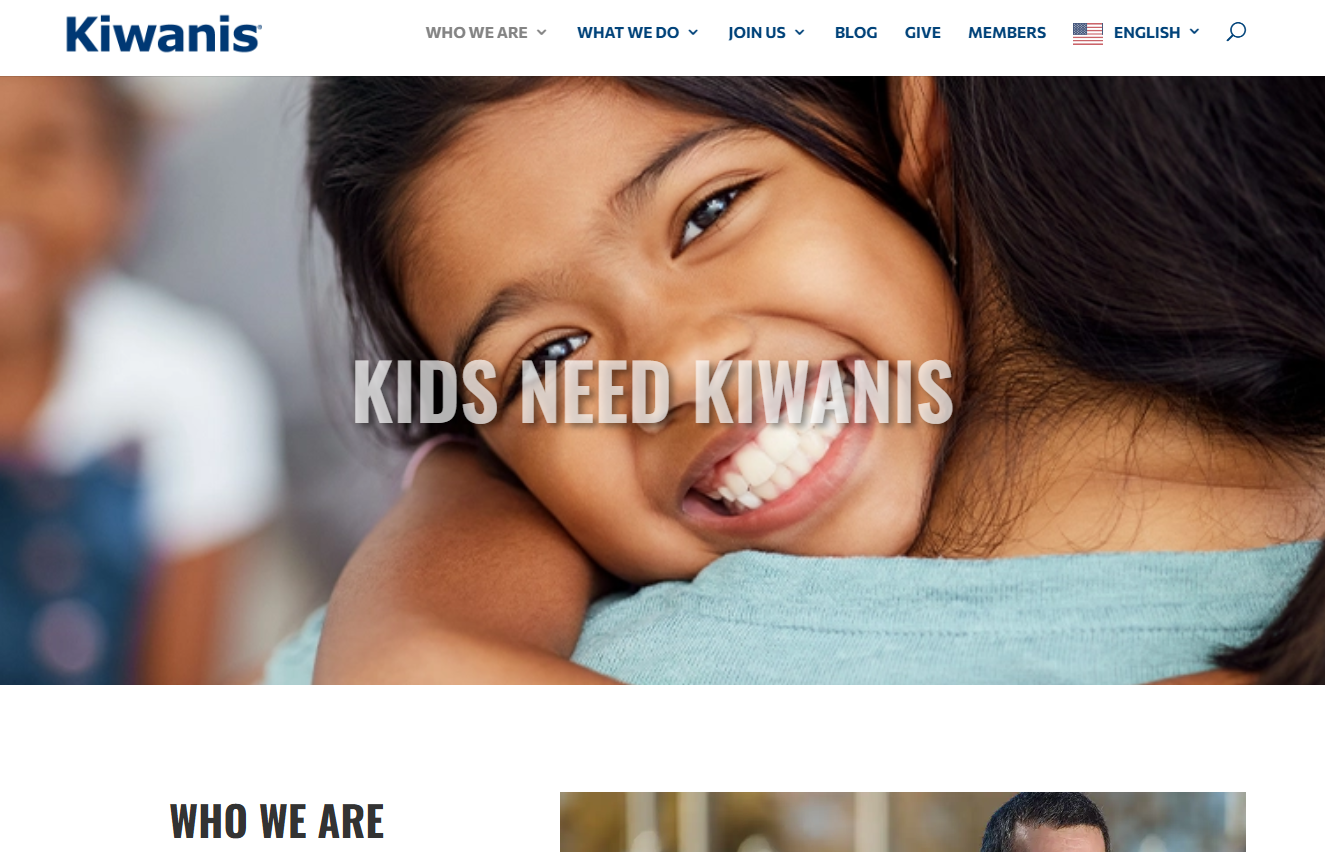 Kiwanis®
WHO WE ARE WHAT WE DO JOIN US BLOG GIVE MEMBERS ENGLISH
KIDS NEED KIWANIS
WHO WE ARE